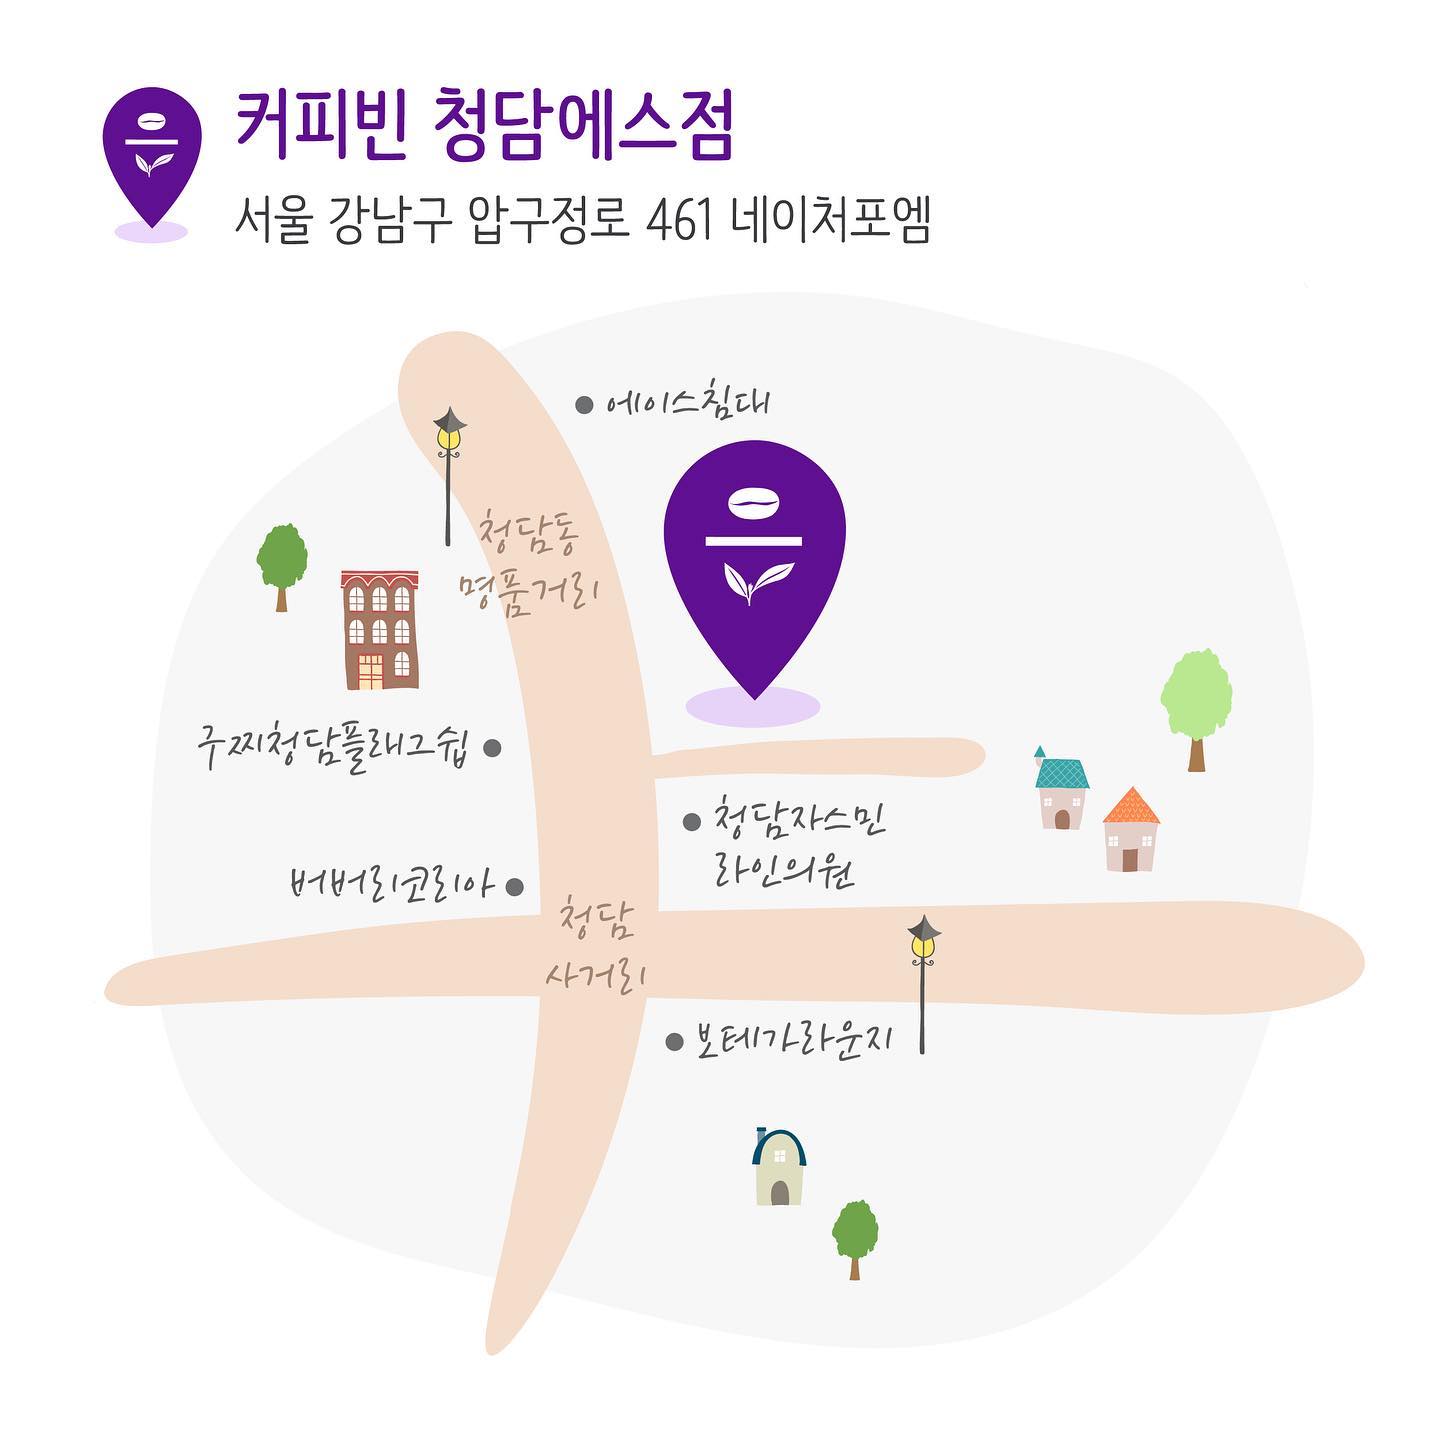 커피빈 청담에스점
서울 강남구 압구정로 461 네이처포엠
에이스침대
청담동
명품거리
구찌청담플래그쉽
청담자스민
라인의원
버버리코리아
청담
사거리
보테가라운지